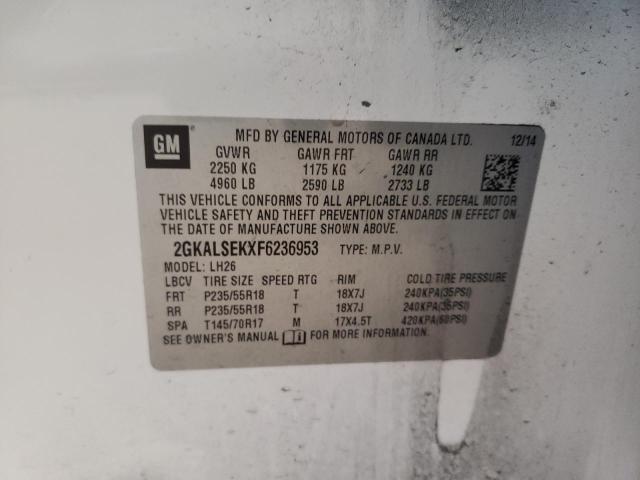 GM
MFD BY GENERAL MOTORS OF CANADA LTD. 12/14
GVWR GAWR FRT GAWR RR
2250 KG 1175 KG 1240 KG
4960 LB 2590 LB 2733 LB
THIS VEHICLE CONFORMS TO ALL APPLICABLE U.S. FEDERAL MOTOR
VEHICLE SAFETY AND THEFT PREVENTION STANDARDS IN EFFECT ON
THE DATE OF MANUFACTURE SHOWN ABOVE.
2GKALSEKXF6236953 TYPE: M.P.V.
MODEL: LH26
LBCV TIRE SIZE SPEED RTG RIM COLD TIRE PRESSURE
FRT P235/55R18 T 18X7J 240KPA(35PSI)
RR P235/55R18 T 18X7J 240KPA(35PSI)
SPA T145/70R17 M 17X4.5T 420KPA(60PSI)
SEE OWNER'S MANUAL FOR MORE INFORMATION.